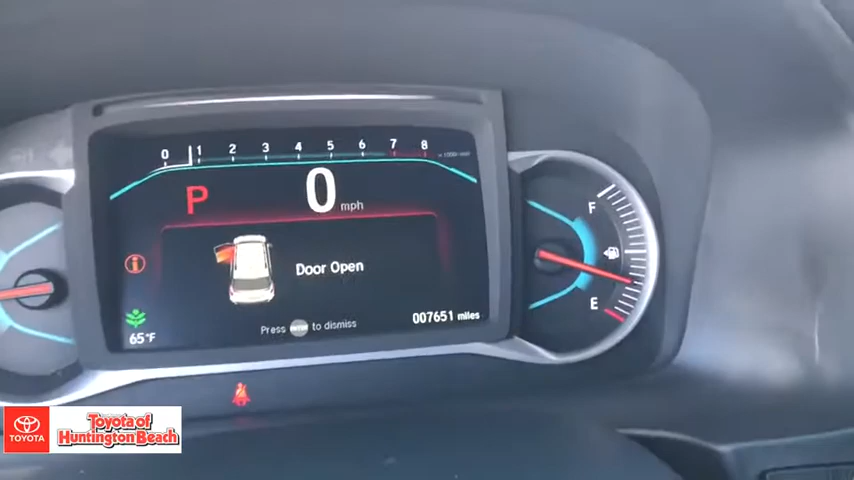 0 1 2 3 4 5 6 7 8 x1000r/min
P 0 mph
F
Door Open
E
Press ENTER to dismiss
65°F
007651 miles
TOYOTA
Toyota of
Huntington Beach